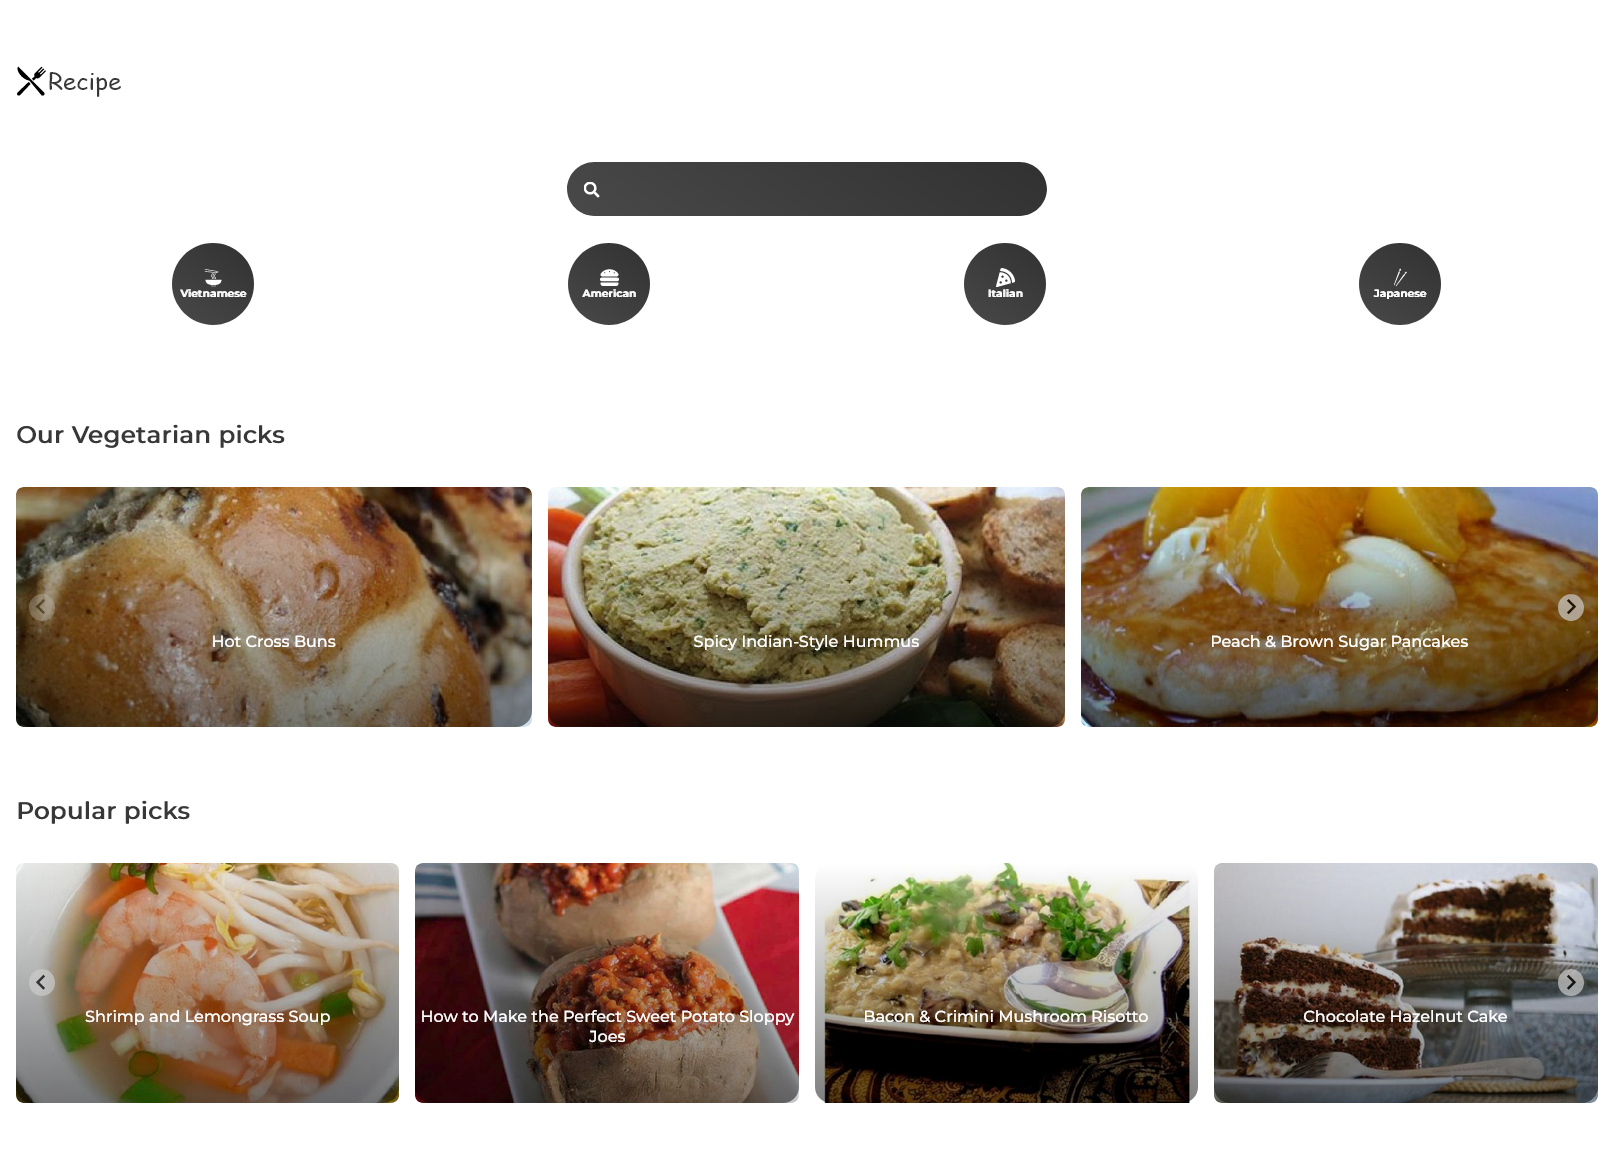 Recipe
Vietnamese
American
Italian
Japanese
Our Vegetarian picks
Hot Cross Buns
Spicy Indian-Style Hummus
Peach & Brown Sugar Pancakes
Popular picks
Shrimp and Lemongrass Soup
How to Make the Perfect Sweet Potato Sloppy
Joes
Bacon & Crimini Mushroom Risotto
Chocolate Hazelnut Cake